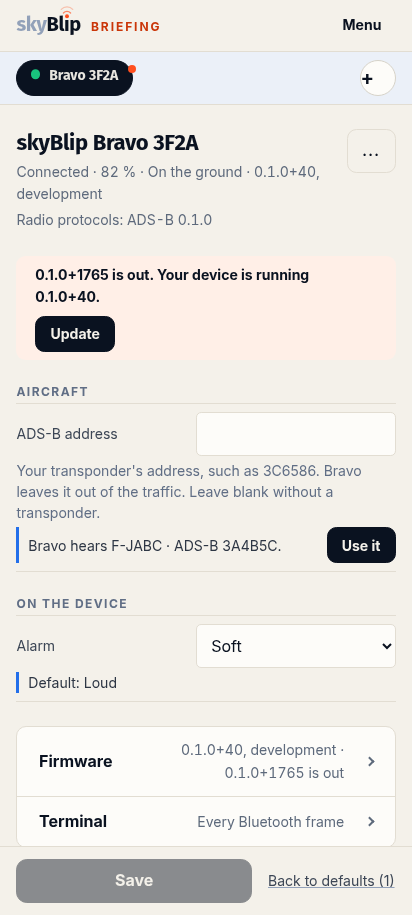 skyBlip BRIEFING
Menu
Bravo 3F2A
+
skyBlip Bravo 3F2A
...
Connected · 82 % · On the ground · 0.1.0+40,
development
Radio protocols: ADS-B 0.1.0
0.1.0+1765 is out. Your device is running
0.1.0+40.
Update
AIRCRAFT
ADS-B address
Your transponder's address, such as 3C6586. Bravo
leaves it out of the traffic. Leave blank without a
transponder.
Bravo hears F-JABC · ADS-B 3A4B5C.
Use it
ON THE DEVICE
Alarm
Soft
Default: Loud
Firmware
0.1.0+40, development ·
0.1.0+1765 is out
Terminal
Every Bluetooth frame
Save
Back to defaults (1)